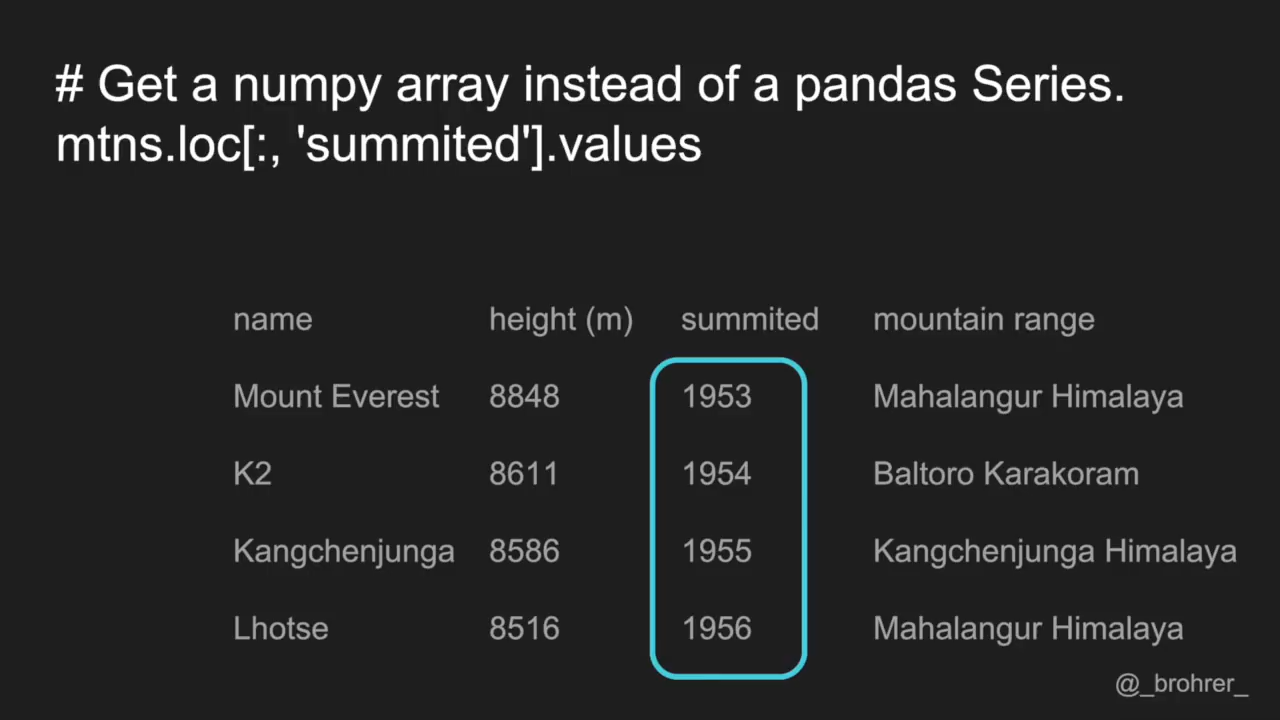 # Get a numpy array instead of a pandas Series.
mtns.loc[:, 'summited'].values
name height (m) summited mountain range
Mount Everest 8848 1953 Mahalangur Himalaya
K2 8611 1954 Baltoro Karakoram
Kangchenjunga 8586 1955 Kangchenjunga Himalaya
Lhotse 8516 1956 Mahalangur Himalaya
@_brohrer_